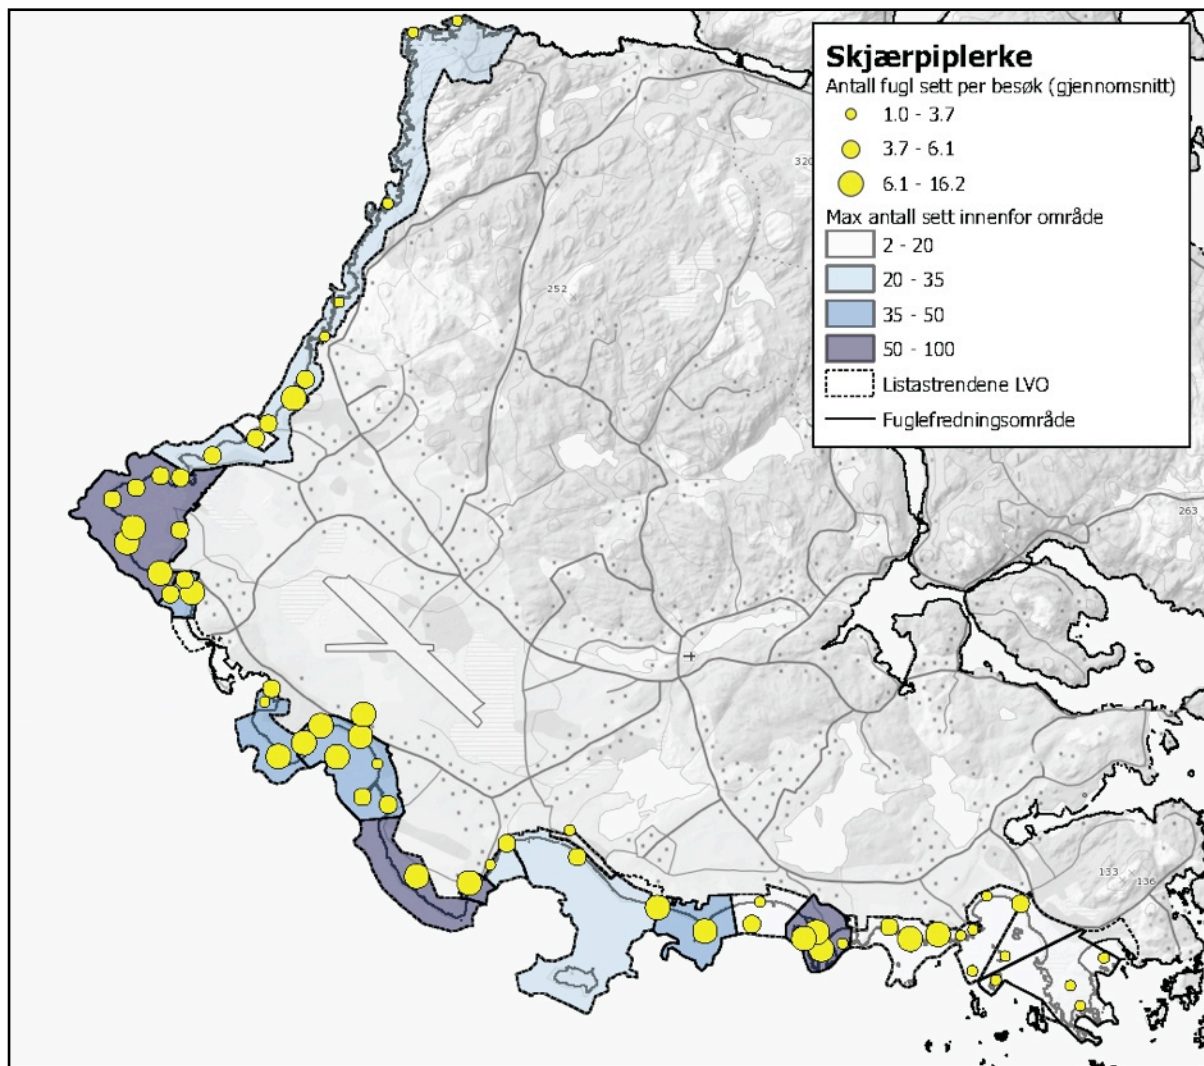 Skjærpiplerke
Antall fugl sett per besøk (gjennomsnitt)
1.0 - 3.7
3.7 - 6.1
6.1 - 16.2
Max antall sett innenfor område
2 - 20
20 - 35
35 - 50
50 - 100
Listastrendene LVO
Fuglefredningsområde
320
252
263
133
136